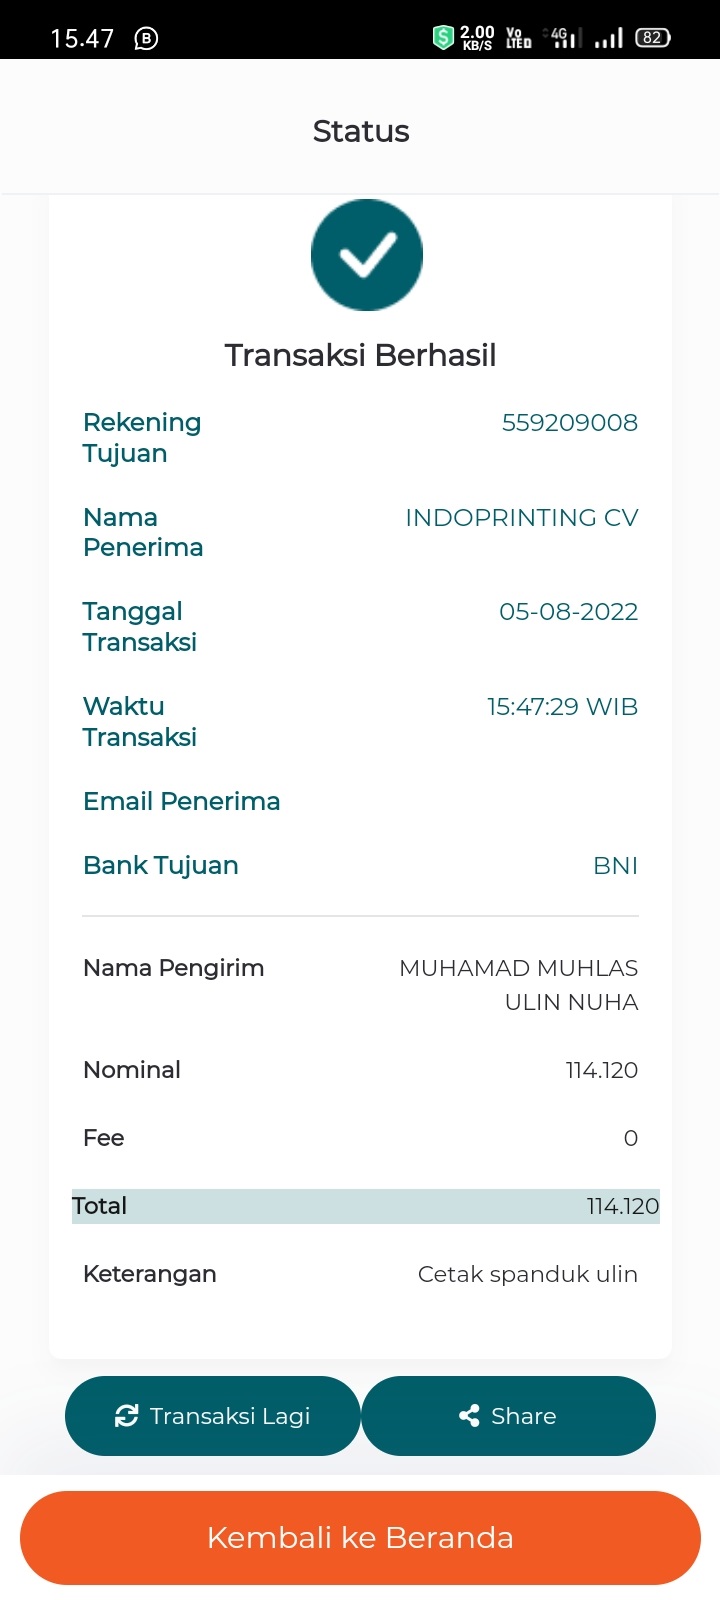 15.47
2.00
KB/S
Vo
LTE
4G
82
Status
Transaksi Berhasil
Rekening Tujuan 559209008
Nama Penerima INDOPRINTING CV
Tanggal Transaksi 05-08-2022
Waktu Transaksi 15:47:29 WIB
Email Penerima
Bank Tujuan BNI
Nama Pengirim MUHAMAD MUHLAS
ULIN NUHA
Nominal 114.120
Fee 0
Total 114.120
Keterangan Cetak spanduk ulin
Transaksi Lagi Share
Kembali ke Beranda